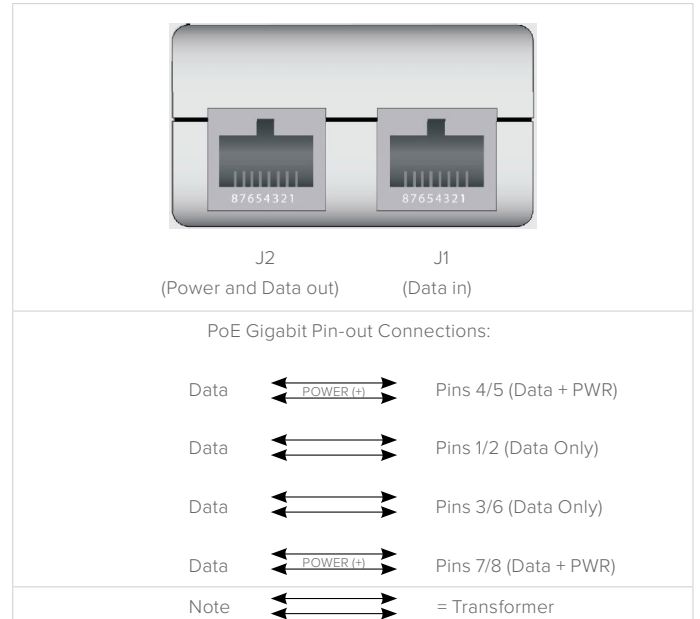 87654321 87654321
J2 J1
(Power and Data out) (Data in)
PoE Gigabit Pin-out Connections:
Data POWER (+) Pins 4/5 (Data + PWR)
Data Pins 1/2 (Data Only)
Data Pins 3/6 (Data Only)
Data POWER (+) Pins 7/8 (Data + PWR)
Note = Transformer